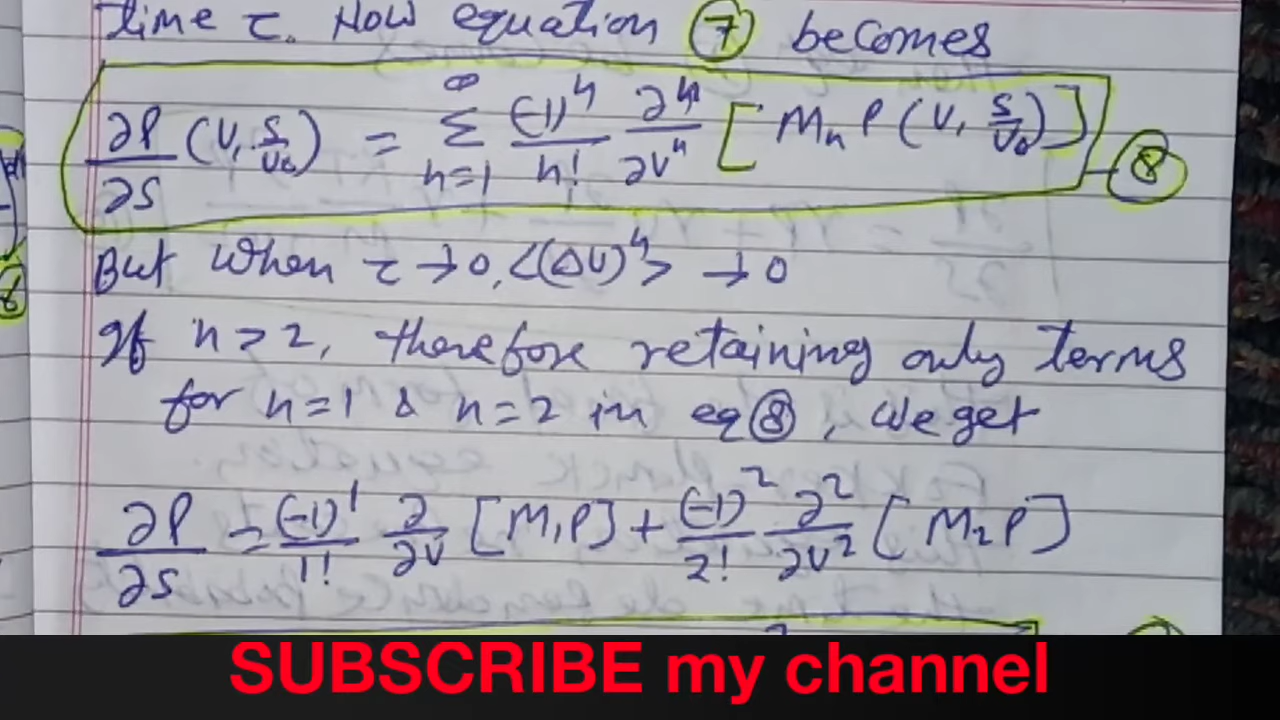 time τ. Now equation ⑦ becomes
∂P/∂S (v, S/v₀) = ∞Σn=1 (-1)ⁿ/n! ∂ⁿ/∂vⁿ [Mₙ P (v, S/v₀)] — ⑧
But when τ → 0, <(Δv)ⁿ> → 0
If n > 2, therefore retaining only terms
for n=1 & n=2 in eq ⑧, we get
∂P/∂S = (-1)¹/1! ∂/∂v [M₁P] + (-1)²/2! ∂²/∂v² [M₂P]
SUBSCRIBE my channel